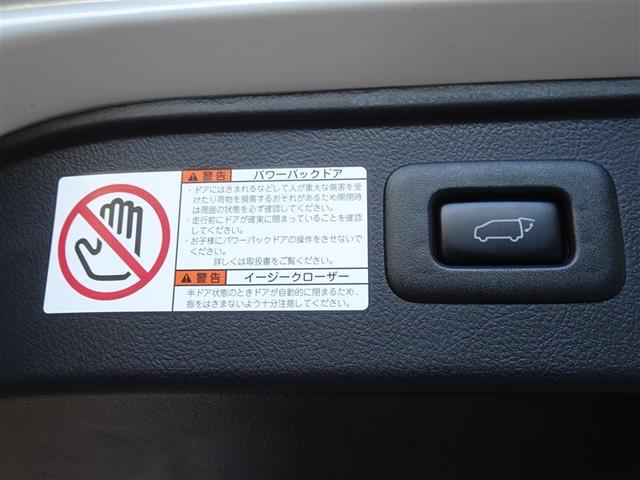 警告 パワーバックドア
・ドアにはさまれるなどして人が重大な傷害を受
けたり荷物を損傷するおそれがあるため開閉時
は周囲の状態を必ず確認してください。
・走行前にドアが確実に閉まっていることを確認
してください。
・お子様にパワーバックドアの操作をさせないで
ください。
詳しくは取扱書をご覧ください。
警告 イージークローザー
半ドア状態のときドアが自動的に閉まるため、
指をはさまないよう十分注意してください。